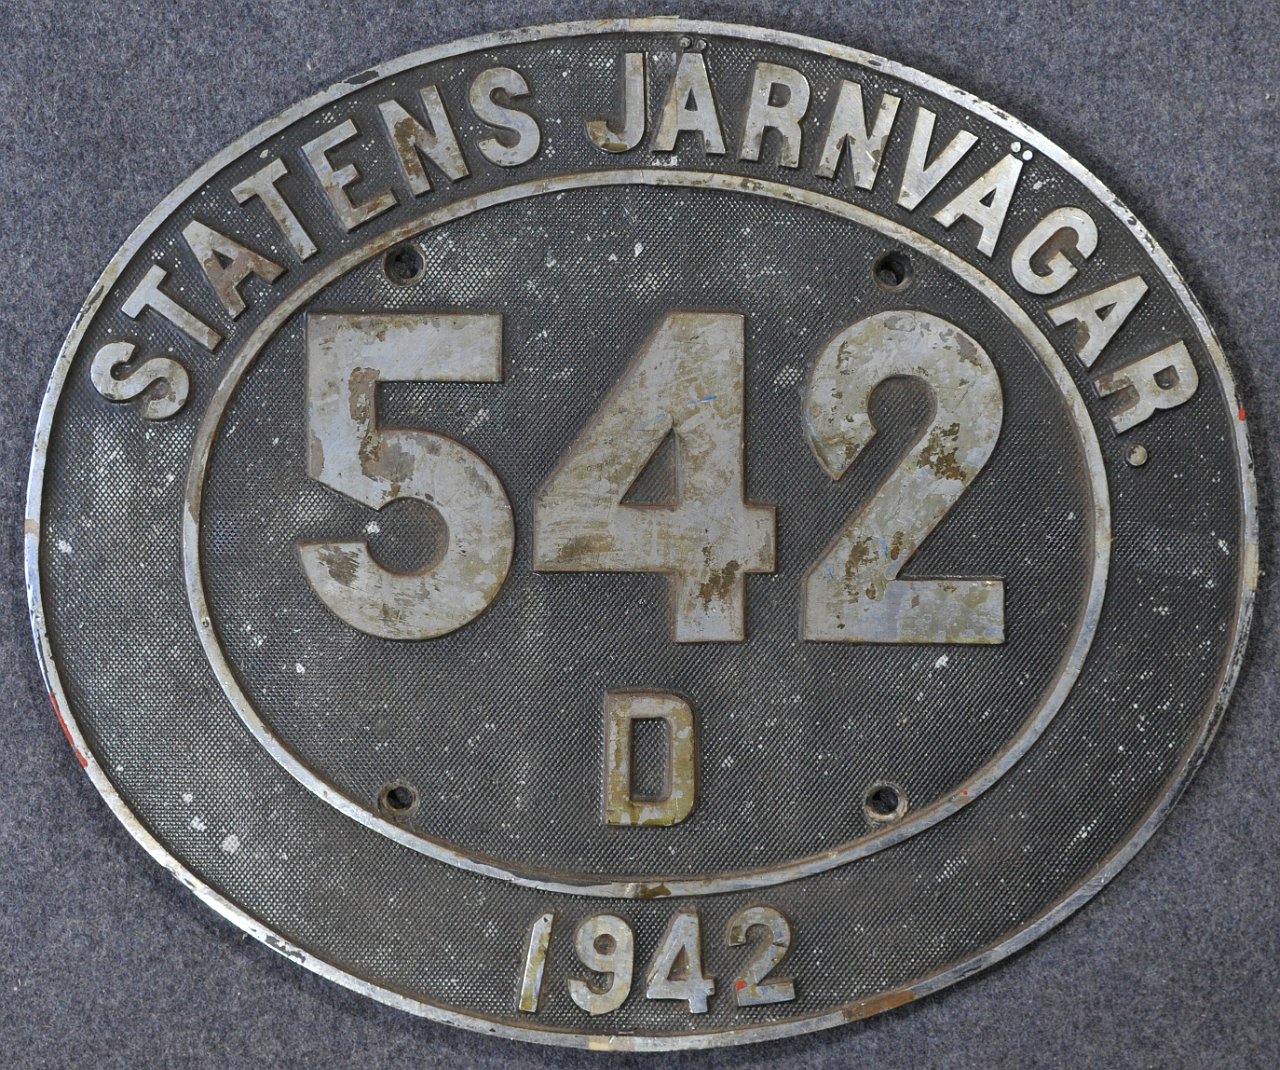 STATENS JÄRNVÄGAR.
542
D
1942